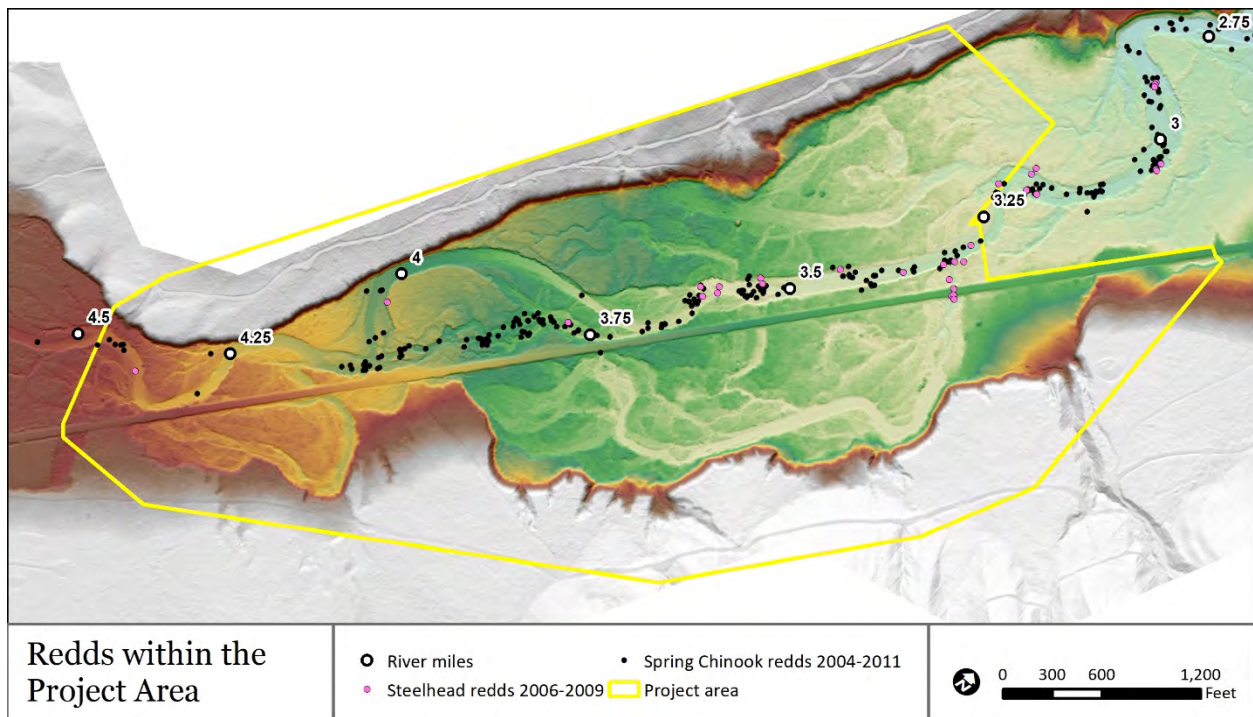 2.75
3
3.25
3.5
4
3.75
4.5
4.25
Redds within the
Project Area
River miles
Spring Chinook redds 2004-2011
Steelhead redds 2006-2009
Project area
N
0 300 600 1,200
Feet